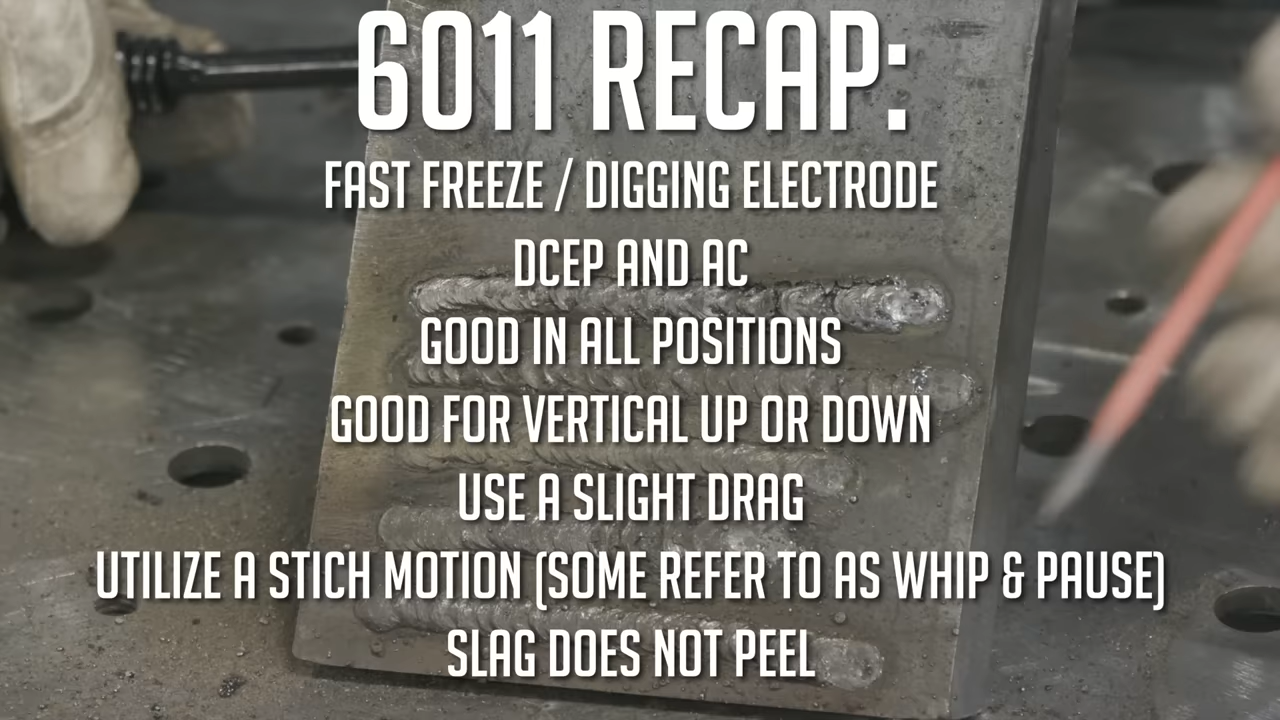 6011 RECAP:
FAST FREEZE / DIGGING ELECTRODE
DCEP AND AC
GOOD IN ALL POSITIONS
GOOD FOR VERTICAL UP OR DOWN
USE A SLIGHT DRAG
UTILIZE A STICH MOTION (SOME REFER TO AS WHIP & PAUSE)
SLAG DOES NOT PEEL